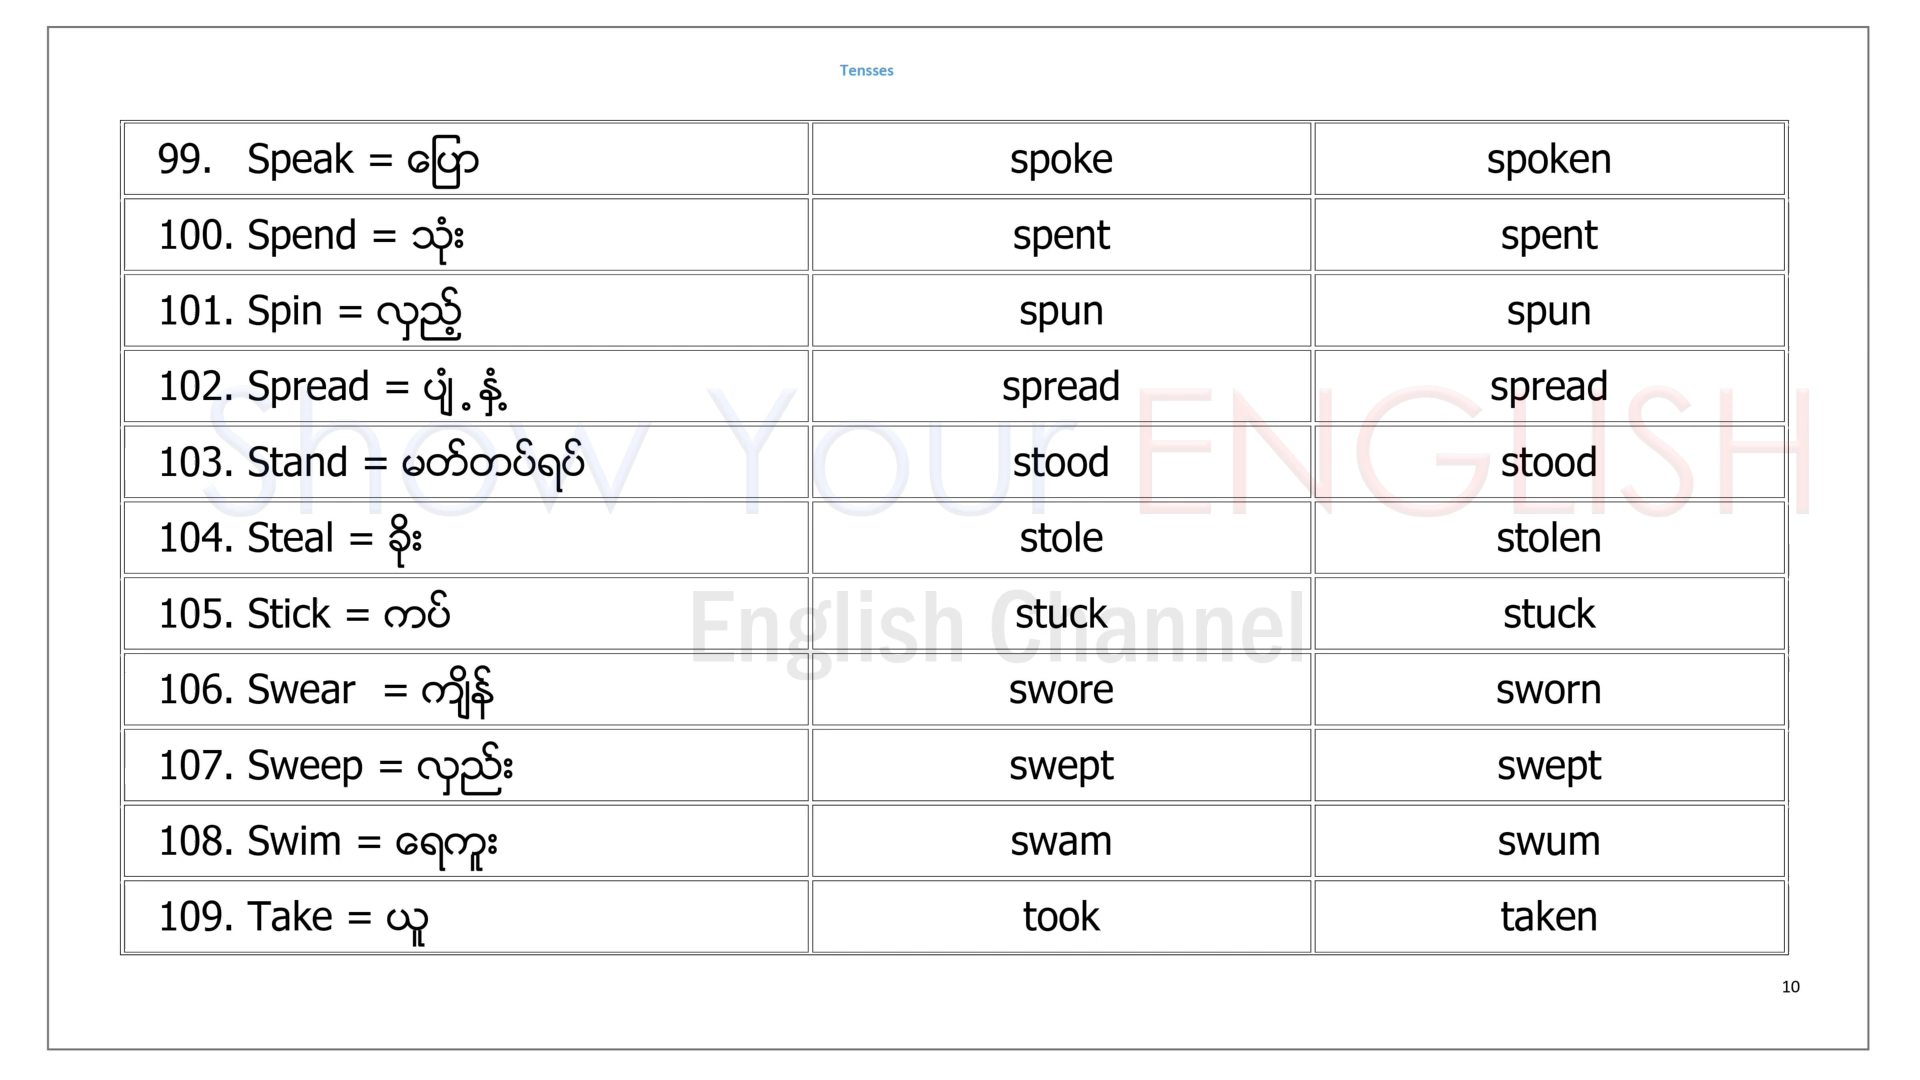 Tensses
99. Speak = ပြော spoke spoken
100. Spend = သုံး spent spent
101. Spin = လှည့် spun spun
102. Spread = ပျံ ့နှံ့ spread spread
103. Stand = မတ်တပ်ရပ် stood stood
104. Steal = ခိုး stole stolen
105. Stick = ကပ် stuck stuck
106. Swear = ကျိန် swore sworn
107. Sweep = လှည်း swept swept
108. Swim = ရေကူး swam swum
109. Take = ယူ took taken
Show Your ENGLISH
English Channel
10